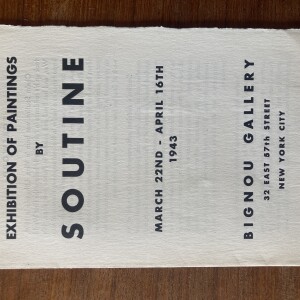 EXHIBITION OF PAINTINGS
BY
SOUTINE
MARCH 22ND - APRIL 16TH
1943
BIGNOU GALLERY
32 EAST 57th STREET
NEW YORK CITY